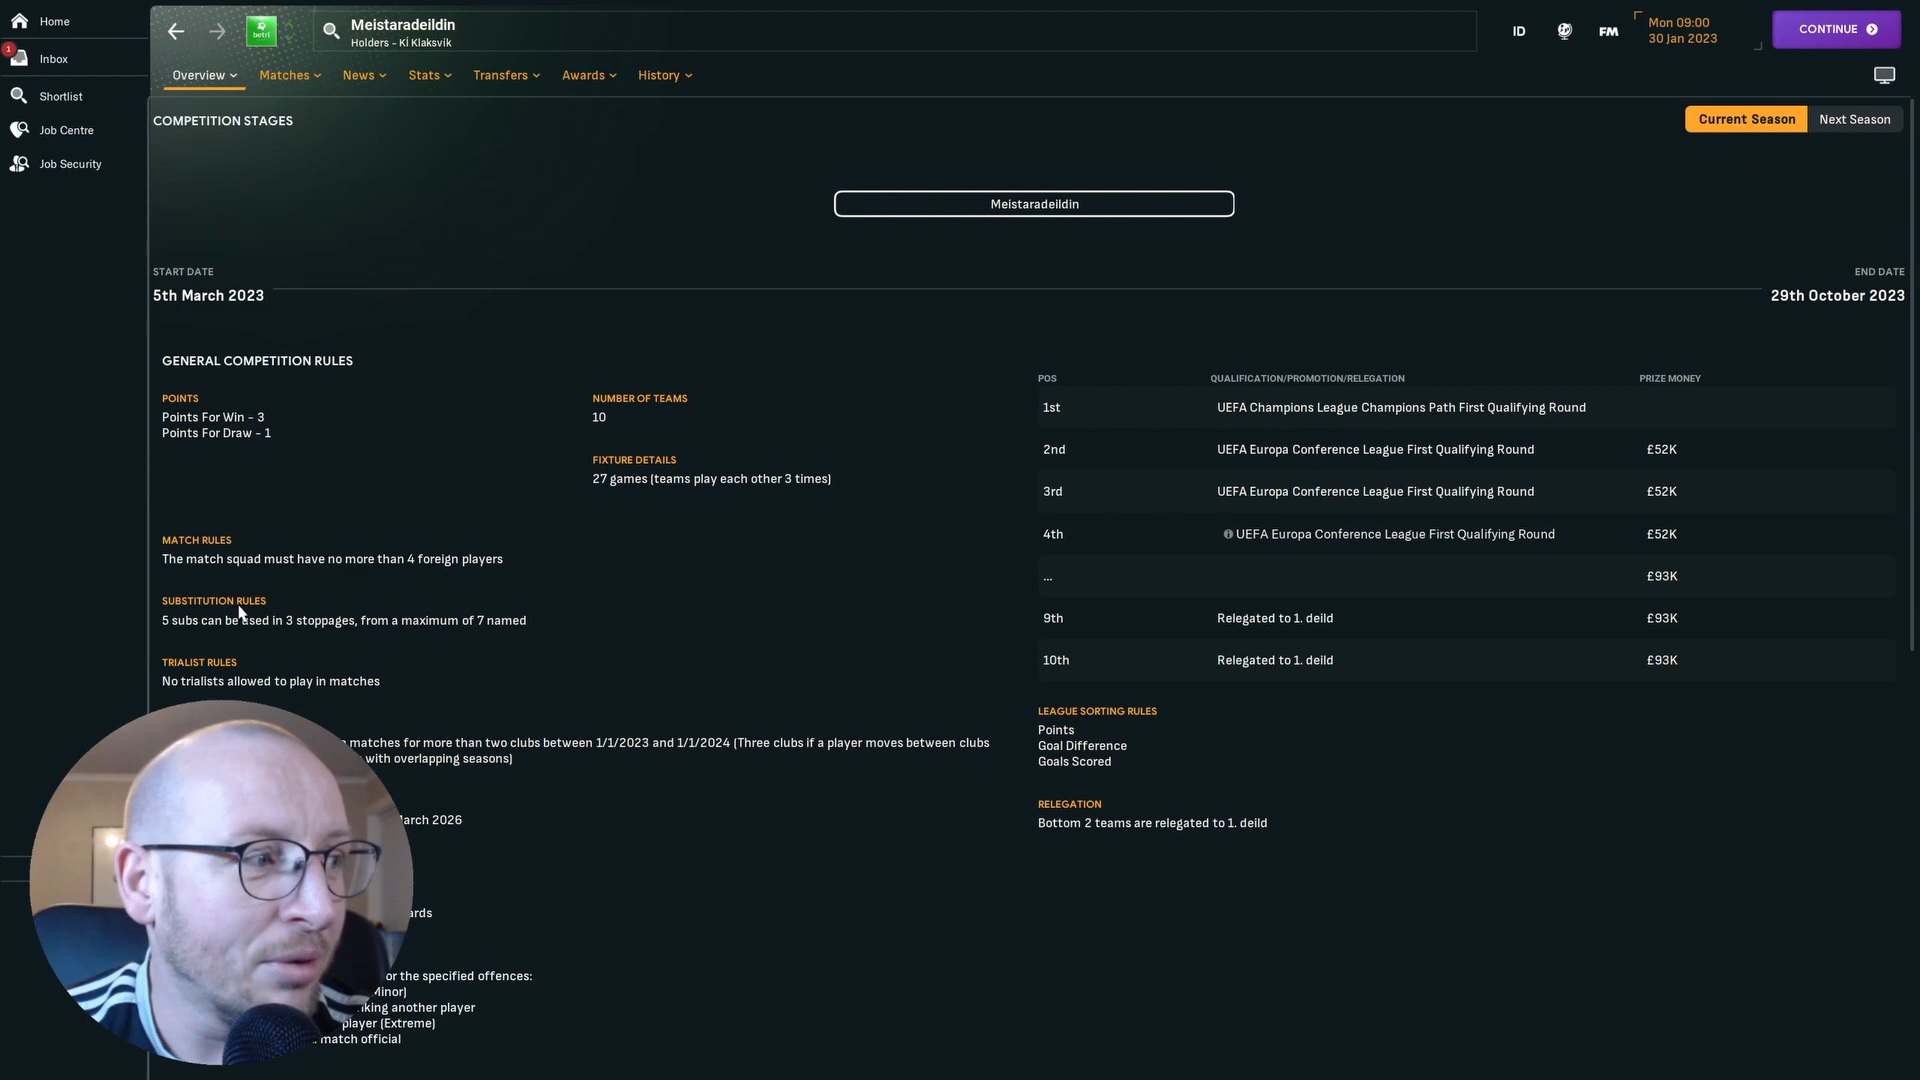 Home
1
Inbox
Shortlist
Job Centre
Job Security
betri
Meistaradeildin
Holders - KÍ Klaksvík
ID
FM
Mon 09:00
30 Jan 2023
CONTINUE
Overview
Matches
News
Stats
Transfers
Awards
History
COMPETITION STAGES
Current Season
Next Season
Meistaradeildin
START DATE
5th March 2023
END DATE
29th October 2023
GENERAL COMPETITION RULES
POINTS
Points For Win - 3
Points For Draw - 1
NUMBER OF TEAMS
10
FIXTURE DETAILS
27 games (teams play each other 3 times)
MATCH RULES
The match squad must have no more than 4 foreign players
SUBSTITUTION RULES
5 subs can be used in 3 stoppages, from a maximum of 7 named
TRIALIST RULES
No trialists allowed to play in matches
matches for more than two clubs between 1/1/2023 and 1/1/2024 (Three clubs if a player moves between clubs
with overlapping seasons)
March 2026
ards
or the specified offences:
(Minor)
king another player
player (Extreme)
match official
POS QUALIFICATION/PROMOTION/RELEGATION PRIZE MONEY
1st UEFA Champions League Champions Path First Qualifying Round
2nd UEFA Europa Conference League First Qualifying Round £52K
3rd UEFA Europa Conference League First Qualifying Round £52K
4th UEFA Europa Conference League First Qualifying Round £52K
... £93K
9th Relegated to 1. deild £93K
10th Relegated to 1. deild £93K
LEAGUE SORTING RULES
Points
Goal Difference
Goals Scored
RELEGATION
Bottom 2 teams are relegated to 1. deild